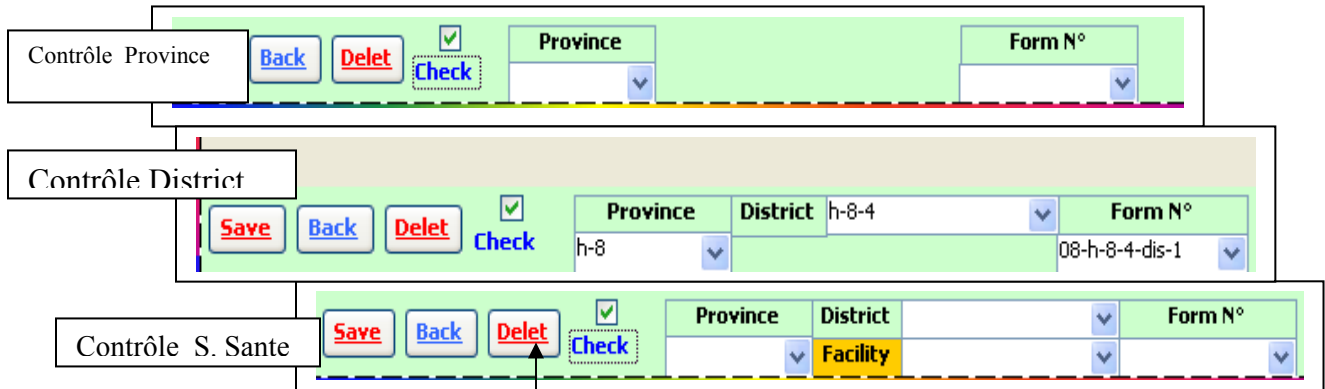 Contrôle Province
Back Delet Check Province Form N°
Contrôle District
Save Back Delet Check Province District h-8-4 Form N°
h-8 08-h-8-4-dis-1
Contrôle S. Sante
Save Back Delet Check Province District Form N°
Facility